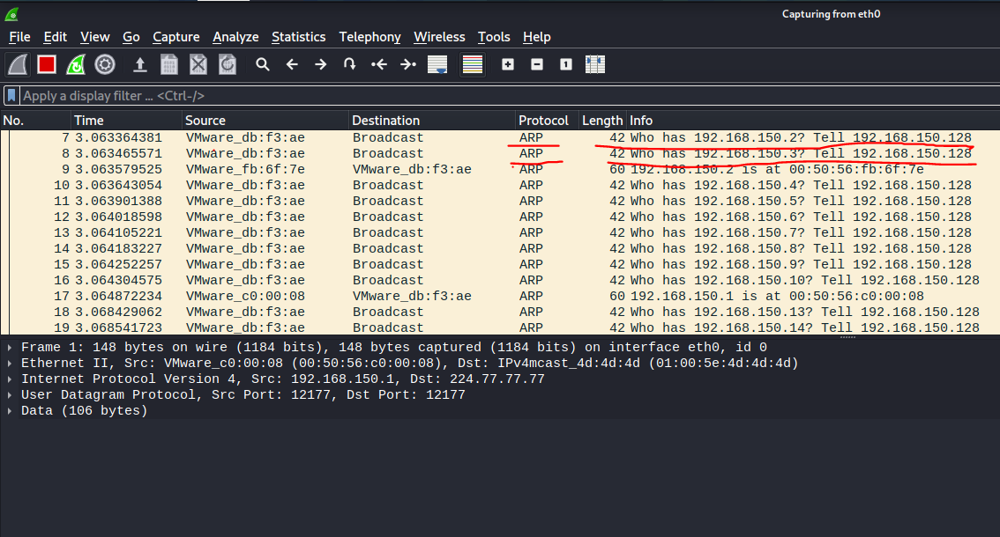 Capturing from eth0
File Edit View Go Capture Analyze Statistics Telephony Wireless Tools Help
Apply a display filter ... <Ctrl-/>
No. Time Source Destination Protocol Length Info
7 3.063364381 VMware_db:f3:ae Broadcast ARP 42 Who has 192.168.150.2? Tell 192.168.150.128
8 3.063465571 VMware_db:f3:ae Broadcast ARP 42 Who has 192.168.150.3? Tell 192.168.150.128
9 3.063579525 VMware_fb:6f:7e VMware_db:f3:ae ARP 60 192.168.150.2 is at 00:50:56:fb:6f:7e
10 3.063643054 VMware_db:f3:ae Broadcast ARP 42 Who has 192.168.150.4? Tell 192.168.150.128
11 3.063901388 VMware_db:f3:ae Broadcast ARP 42 Who has 192.168.150.5? Tell 192.168.150.128
12 3.064018598 VMware_db:f3:ae Broadcast ARP 42 Who has 192.168.150.6? Tell 192.168.150.128
13 3.064105221 VMware_db:f3:ae Broadcast ARP 42 Who has 192.168.150.7? Tell 192.168.150.128
14 3.064183227 VMware_db:f3:ae Broadcast ARP 42 Who has 192.168.150.8? Tell 192.168.150.128
15 3.064252257 VMware_db:f3:ae Broadcast ARP 42 Who has 192.168.150.9? Tell 192.168.150.128
16 3.064304575 VMware_db:f3:ae Broadcast ARP 42 Who has 192.168.150.10? Tell 192.168.150.128
17 3.064872234 VMware_c0:00:08 VMware_db:f3:ae ARP 60 192.168.150.1 is at 00:50:56:c0:00:08
18 3.068429062 VMware_db:f3:ae Broadcast ARP 42 Who has 192.168.150.13? Tell 192.168.150.128
19 3.068541723 VMware_db:f3:ae Broadcast ARP 42 Who has 192.168.150.14? Tell 192.168.150.128
Frame 1: 148 bytes on wire (1184 bits), 148 bytes captured (1184 bits) on interface eth0, id 0
Ethernet II, Src: VMware_c0:00:08 (00:50:56:c0:00:08), Dst: IPv4mcast_4d:4d:4d (01:00:5e:4d:4d:4d)
Internet Protocol Version 4, Src: 192.168.150.1, Dst: 224.77.77.77
User Datagram Protocol, Src Port: 12177, Dst Port: 12177
Data (106 bytes)